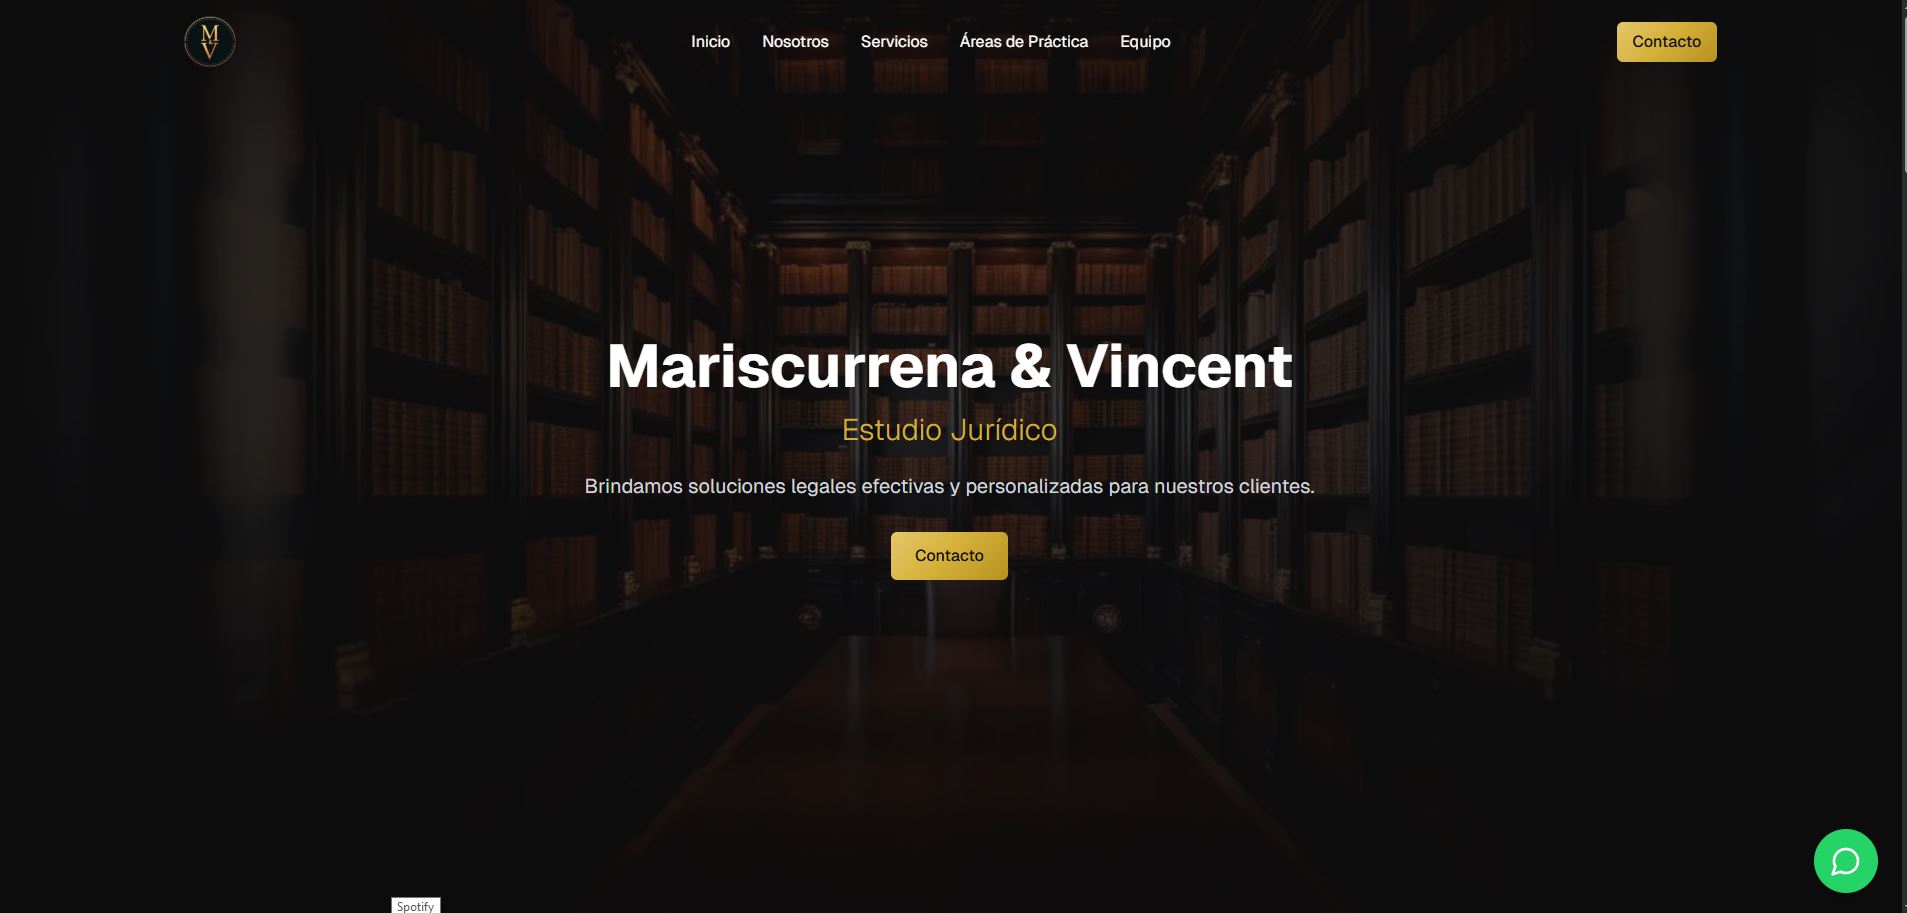 M
V
Inicio Nosotros Servicios Áreas de Práctica Equipo Contacto
Mariscurrena & Vincent
Estudio Jurídico
Brindamos soluciones legales efectivas y personalizadas para nuestros clientes.
Contacto
Spotify